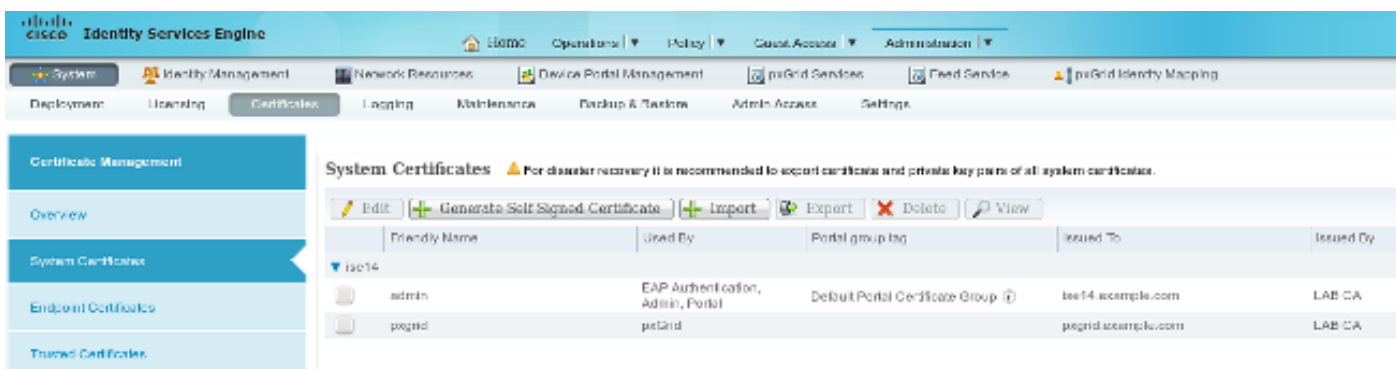 cisco Identity Services Engine
Home Operations Policy Guest Access Administration
System Identity Management Network Resources Device Portal Management pxGrid Services Feed Service pxGrid Identity Mapping
Deployment Licensing Certificates Logging Maintenance Backup & Restore Admin Access Settings
Certificate Management
Overview
System Certificates
Endpoint Certificates
Trusted Certificates
System Certificates For disaster recovery it is recommended to export certificate and private key pairs of all system certificates.
Edit Generate Self Signed Certificate Import Export Delete View
Friendly Name Used By Portal group tag Issued To Issued By
ise14
admin EAP Authentication, Admin, Portal Default Portal Certificate Group ise14.example.com LAB CA
pxgrid pxGrid pxgrid.example.com LAB CA